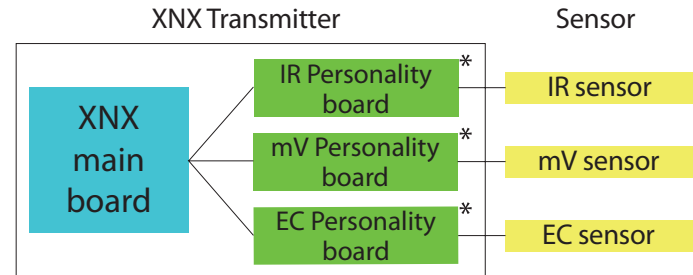 XNX Transmitter
Sensor
XNX
main
board
IR Personality
board
*
IR sensor
mV Personality
board
*
mV sensor
EC Personality
board
*
EC sensor